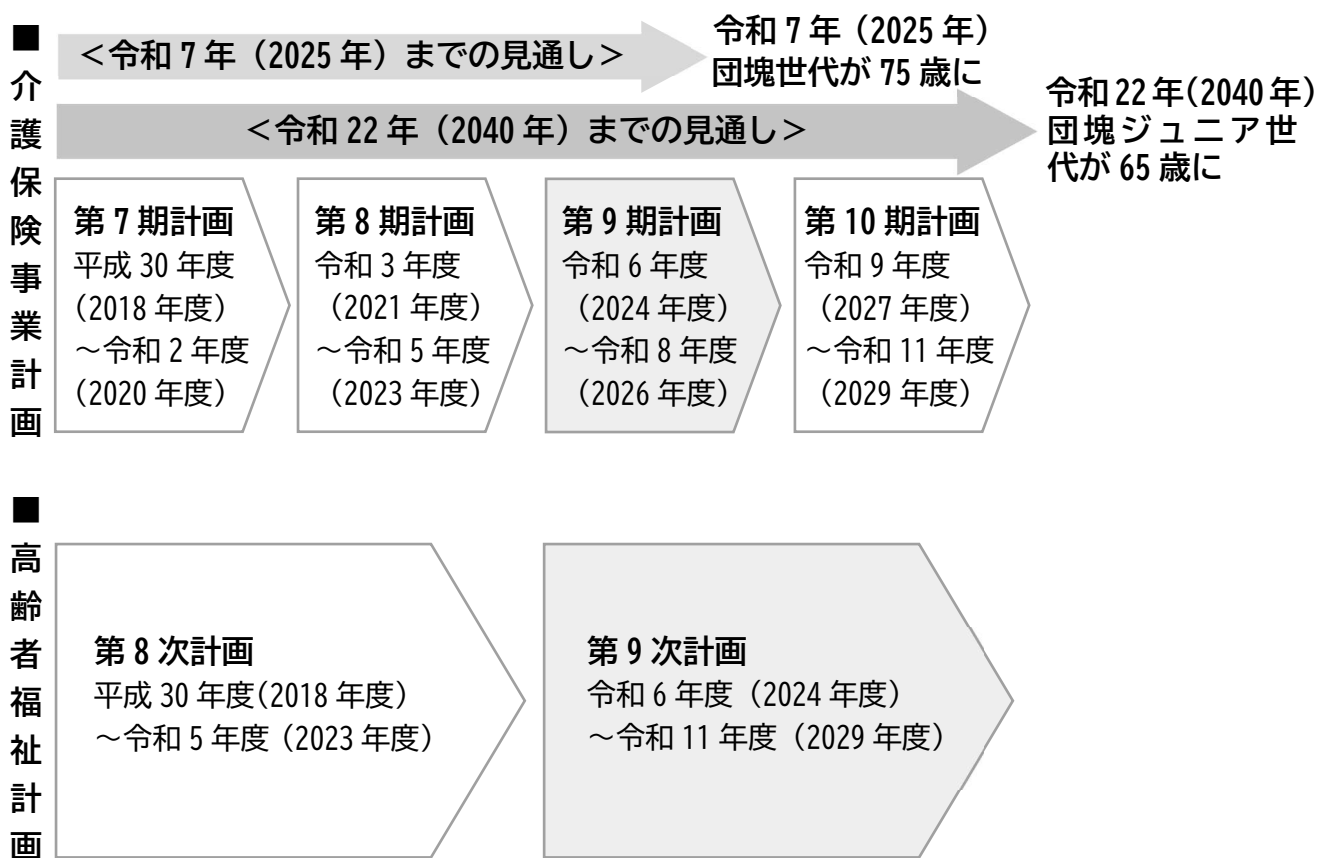 ■介護保険事業計画
＜令和 7 年（2025 年）までの見通し＞
令和 7 年（2025 年）
団塊世代が 75 歳に
＜令和 22 年（2040 年）までの見通し＞
令和 22 年(2040 年)
団塊ジュニア世
代が 65 歳に
第 7 期計画
平成 30 年度
（2018 年度）
～令和 2 年度
（2020 年度）
第 8 期計画
令和 3 年度
（2021 年度）
～令和 5 年度
（2023 年度）
第 9 期計画
令和 6 年度
（2024 年度）
～令和 8 年度
（2026 年度）
第 10 期計画
令和 9 年度
（2027 年度）
～令和 11 年度
（2029 年度）
■高齢者福祉計画
第 8 次計画
平成 30 年度(2018 年度)
～令和 5 年度（2023 年度）
第 9 次計画
令和 6 年度（2024 年度）
～令和 11 年度（2029 年度）